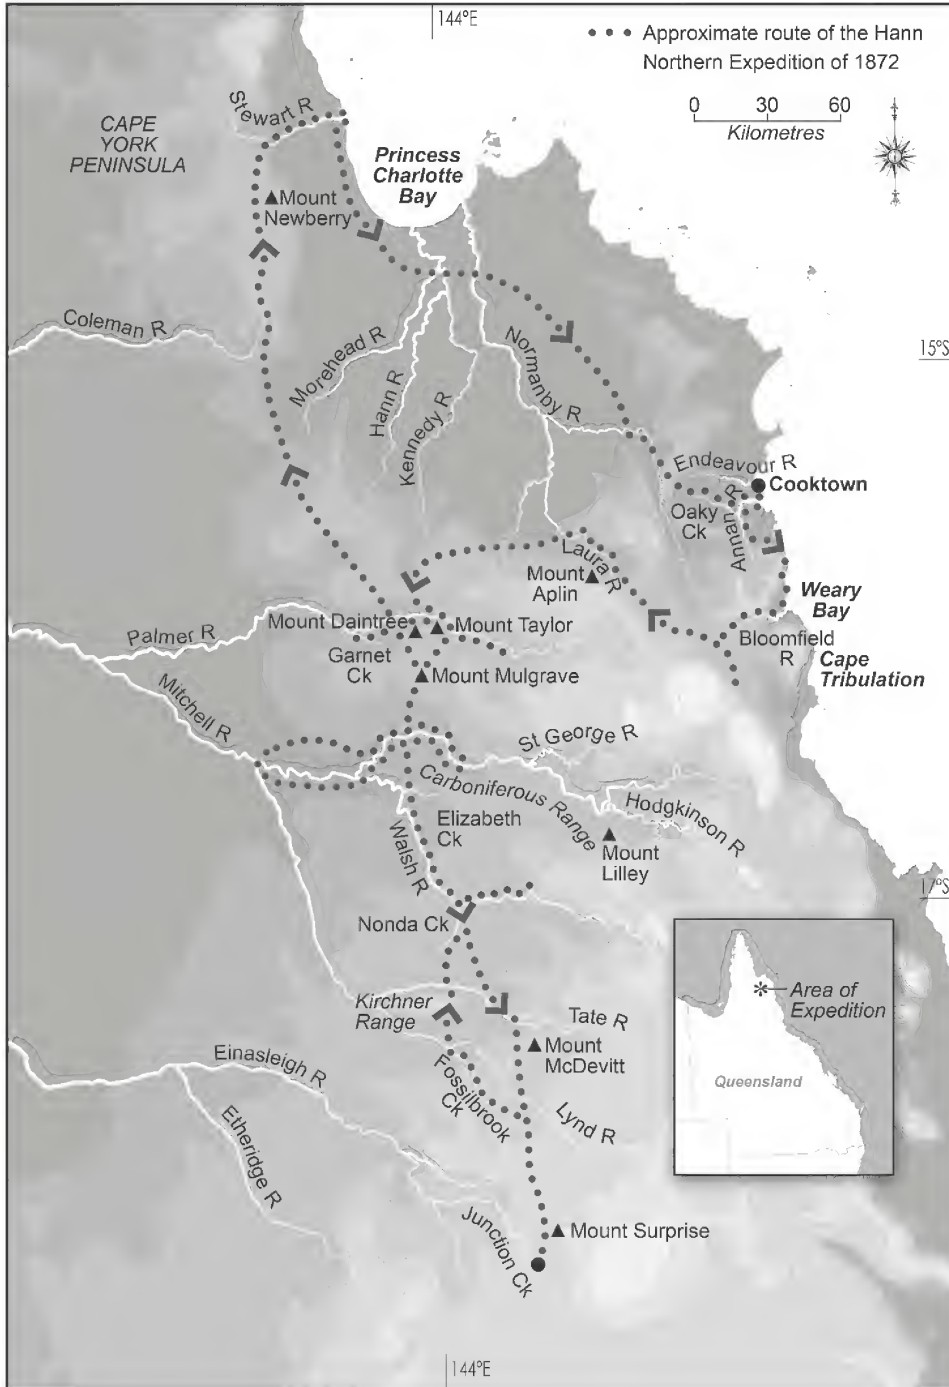 144°E
• • • • Approximate route of the Hann
Northern Expedition of 1872
0 30 60
Kilometres
Stewart R
CAPE
YORK
PENINSULA
Princess
Charlotte
Bay
Mount
Newberry
Coleman R
15°S
Morehead R
Hann R
Kennedy R
Normanby R
Endeavour R
Cooktown
Oaky
Ck
Annan R
Laura R
Mount
Aplin
Weary
Bay
Bloomfield
R
Cape
Tribulation
Palmer R
Mount Daintree
Mount Taylor
Garnet
Ck
Mount Mulgrave
Mitchell R
St George R
Carboniferous Range
Hodgkinson R
Elizabeth
Ck
Walsh R
Mount
Lilley
17°S
Nonda Ck
Kirchner
Range
Tate R
Mount
McDevitt
Fossilbrook
Ck
Lynd R
Einasleigh R
Etheridge R
Junction Ck
Mount Surprise
Area of
Expedition
Queensland
144°E